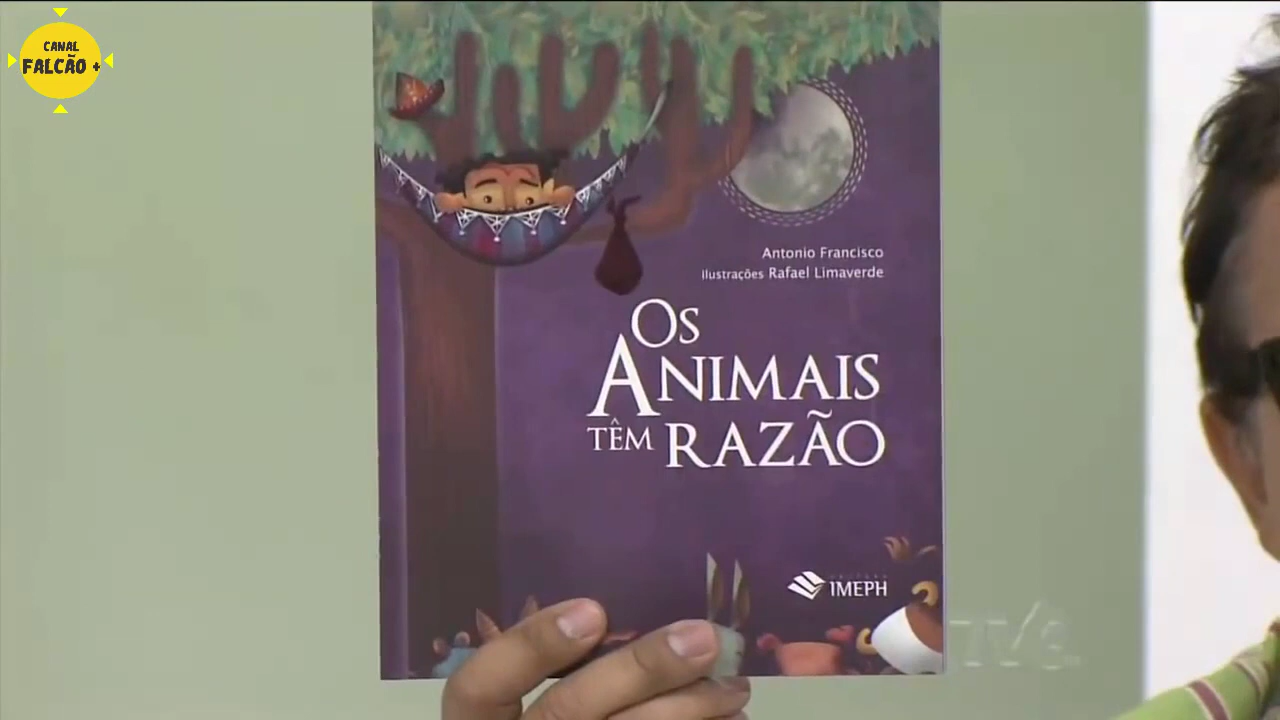 CANAL
FALCÃO +
Antonio Francisco
Ilustrações Rafael Limaverde
Os
ANIMAIS
TÊM RAZÃO
IMEPH